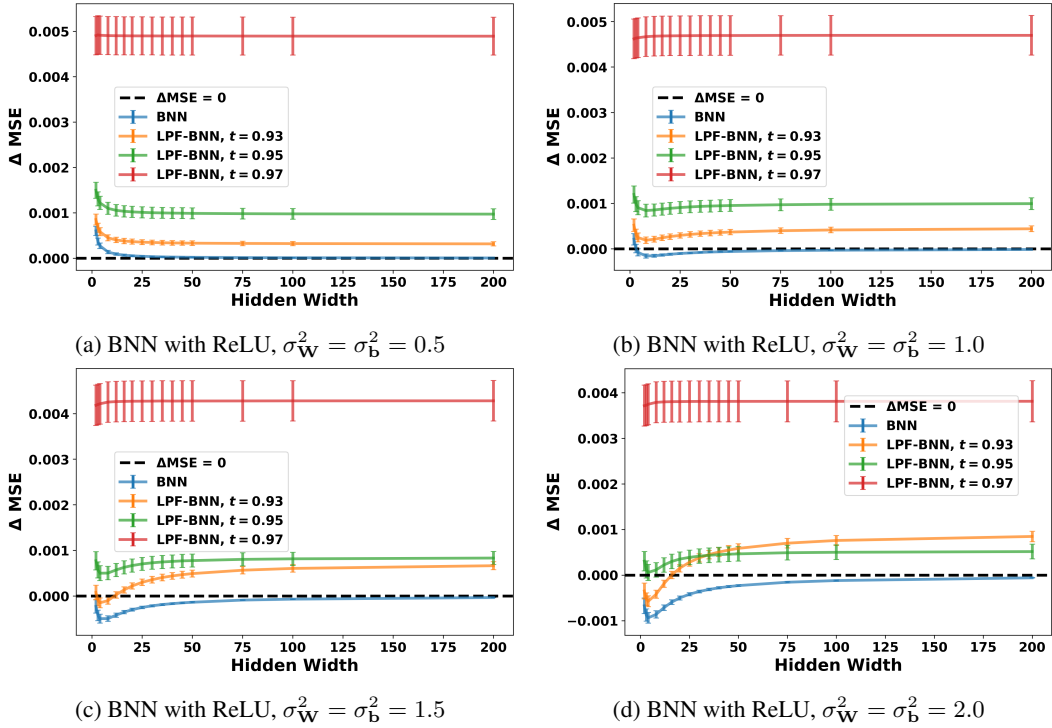 0.005
0.004
0.003
0.002
0.001
0.000
Δ MSE
ΔMSE = 0
BNN
LPF-BNN, t = 0.93
LPF-BNN, t = 0.95
LPF-BNN, t = 0.97
0 25 50 75 100 125 150 175 200
Hidden Width
(a) BNN with ReLU, σ²_W = σ²_b = 0.5
0.005
0.004
0.003
0.002
0.001
0.000
Δ MSE
ΔMSE = 0
BNN
LPF-BNN, t = 0.93
LPF-BNN, t = 0.95
LPF-BNN, t = 0.97
0 25 50 75 100 125 150 175 200
Hidden Width
(b) BNN with ReLU, σ²_W = σ²_b = 1.0
0.004
0.003
0.002
0.001
0.000
Δ MSE
ΔMSE = 0
BNN
LPF-BNN, t = 0.93
LPF-BNN, t = 0.95
LPF-BNN, t = 0.97
0 25 50 75 100 125 150 175 200
Hidden Width
(c) BNN with ReLU, σ²_W = σ²_b = 1.5
0.004
0.003
0.002
0.001
0.000
−0.001
Δ MSE
ΔMSE = 0
BNN
LPF-BNN, t = 0.93
LPF-BNN, t = 0.95
LPF-BNN, t = 0.97
0 25 50 75 100 125 150 175 200
Hidden Width
(d) BNN with ReLU, σ²_W = σ²_b = 2.0